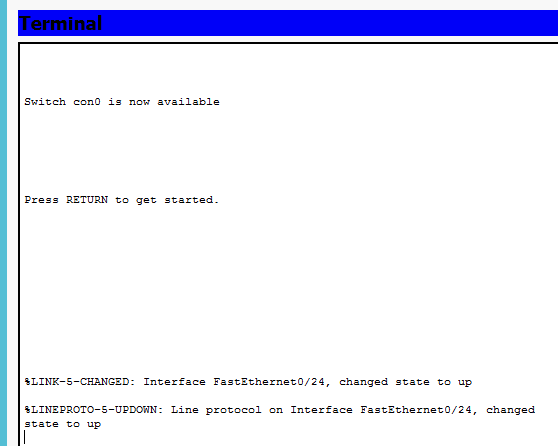 Terminal
Switch con0 is now available
Press RETURN to get started.
%LINK-5-CHANGED: Interface FastEthernet0/24, changed state to up
%LINEPROTO-5-UPDOWN: Line protocol on Interface FastEthernet0/24, changed
state to up